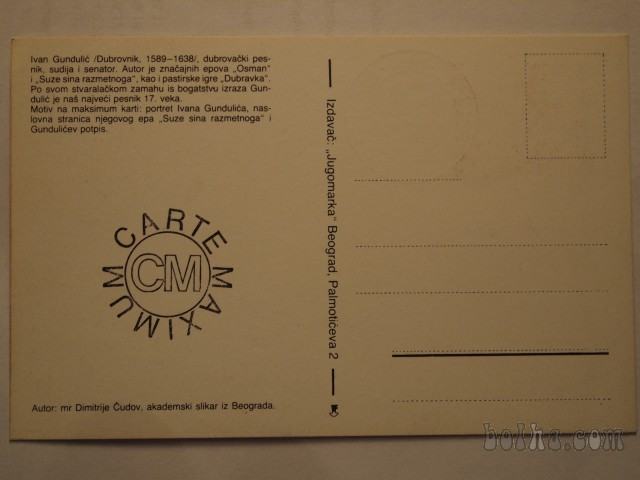 Ivan Gundulić /Dubrovnik, 1589–1638/, dubrovački pes-
nik, sudija i senator. Autor je značajnih epova „Osman"
i „Suze sina razmetnoga", kao i pastirske igre „Dubravka".
Po svom stvaralačkom zamahu is bogatstvu izraza Gun-
dulić je naš najveći pesnik 17. veka.
Motiv na maksimum karti: portret Ivana Gundulića, nas-
lovna stranica njegovog epa „Suze sina razmetnoga" i
Gundulićev potpis.
CARTE MAXIMUM
CM
Autor: mr Dimitrije Čudov, akademski slikar iz Beograda.
Izdavač: „Jugomarka" Beograd, Palmotićeva 2
bolha.com